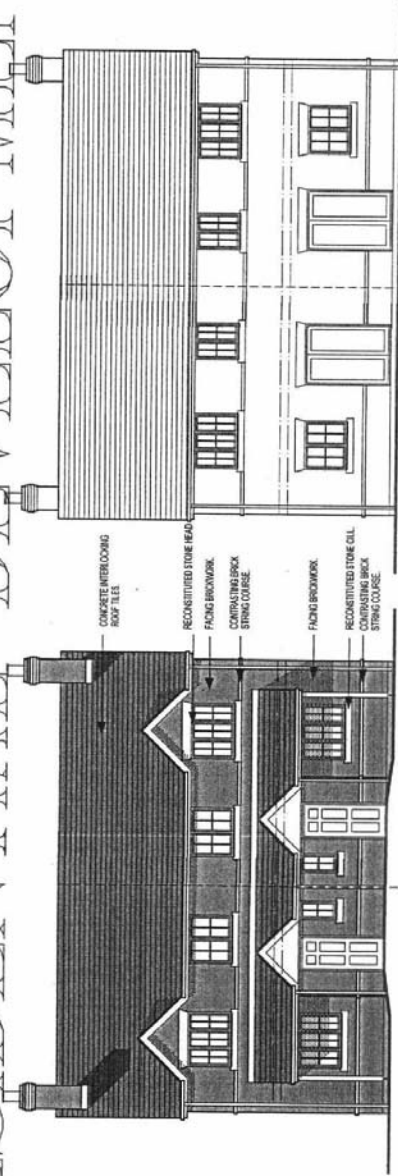 CONCRETE INTERLOCKING
ROOF TILES.
RECONSTITUTED STONE HEAD
FACING BRICKWORK.
CONTRASTING BRICK
STRING COURSE.
FACING BRICKWORK.
RECONSTITUTED STONE CILL.
CONTRASTING BRICK
STRING COURSE.